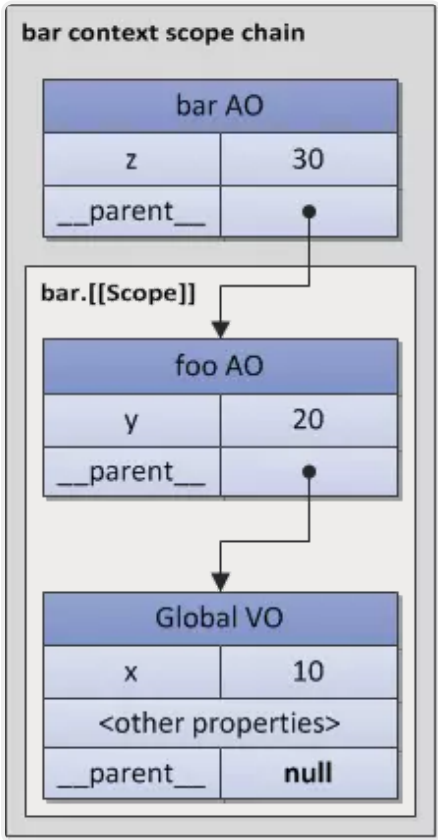 bar context scope chain
bar AO
z 30
__parent__
bar.[[Scope]]
foo AO
y 20
__parent__
Global VO
x 10
<other properties>
__parent__ null